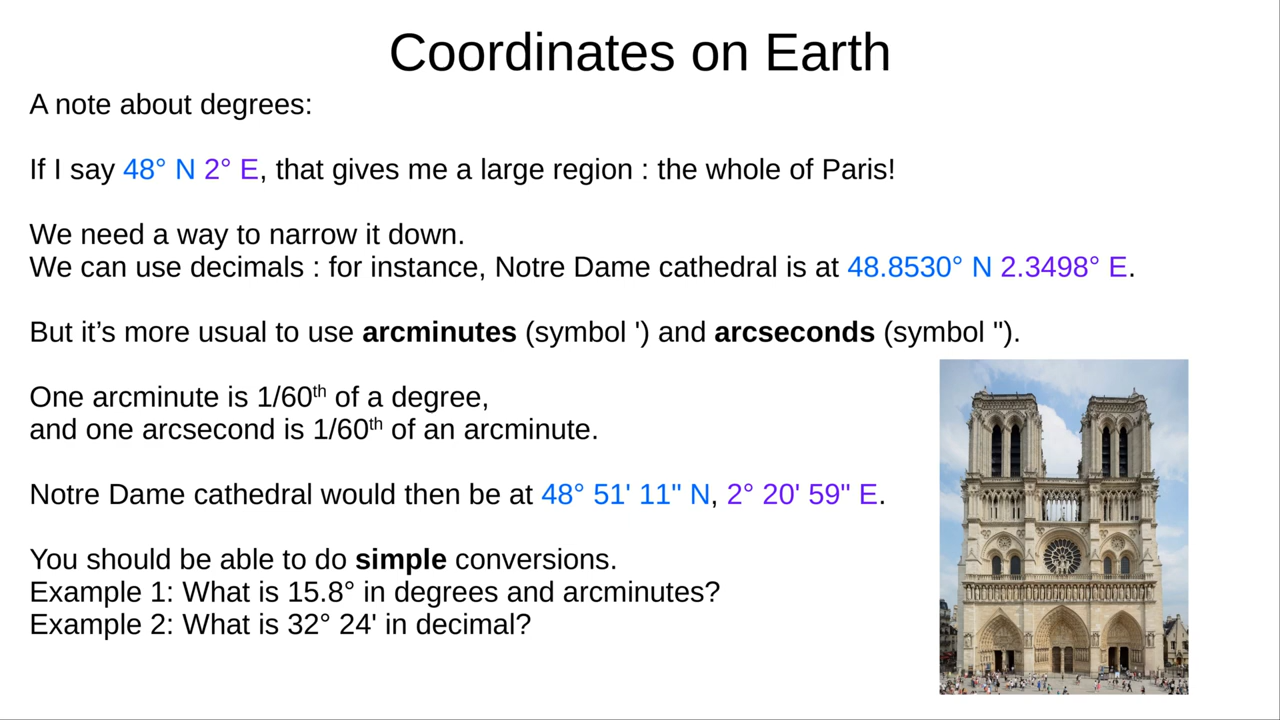 Coordinates on Earth
A note about degrees:
If I say 48° N 2° E, that gives me a large region : the whole of Paris!
We need a way to narrow it down.
We can use decimals : for instance, Notre Dame cathedral is at 48.8530° N 2.3498° E.
But it’s more usual to use arcminutes (symbol ') and arcseconds (symbol ").
One arcminute is 1/60th of a degree,
and one arcsecond is 1/60th of an arcminute.
Notre Dame cathedral would then be at 48° 51' 11" N, 2° 20' 59" E.
You should be able to do simple conversions.
Example 1: What is 15.8° in degrees and arcminutes?
Example 2: What is 32° 24' in decimal?